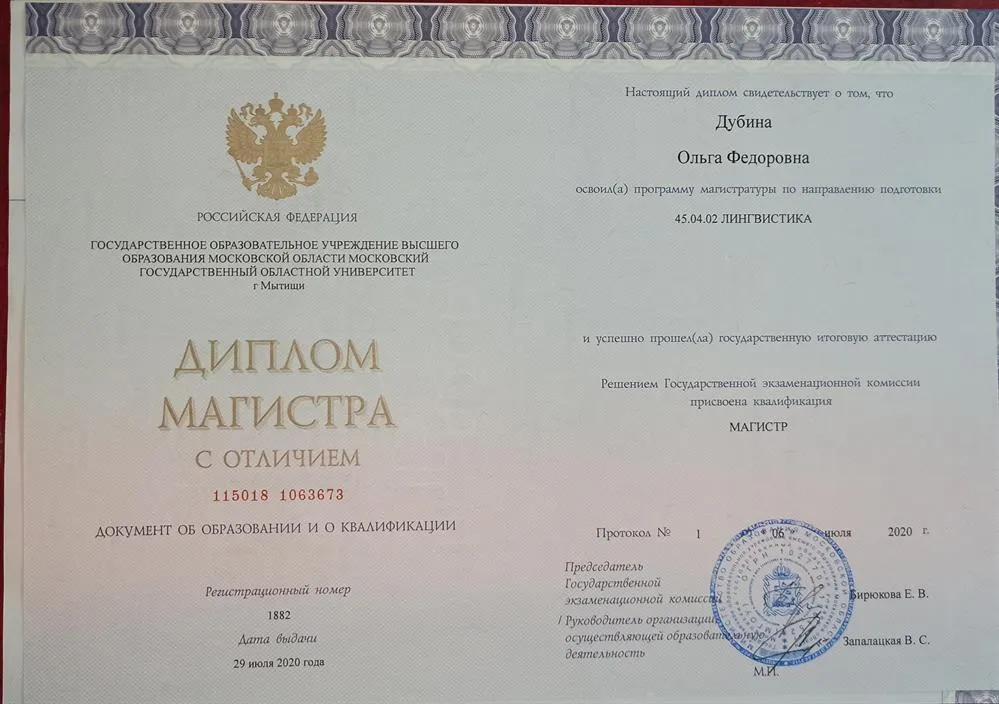 РОССИЙСКАЯ ФЕДЕРАЦИЯ
ГОСУДАРСТВЕННОЕ ОБРАЗОВАТЕЛЬНОЕ УЧРЕЖДЕНИЕ ВЫСШЕГО
ОБРАЗОВАНИЯ МОСКОВСКОЙ ОБЛАСТИ МОСКОВСКИЙ
ГОСУДАРСТВЕННЫЙ ОБЛАСТНОЙ УНИВЕРСИТЕТ
г Мытищи
ДИПЛОМ
МАГИСТРА
С ОТЛИЧИЕМ
115018 1063673
ДОКУМЕНТ ОБ ОБРАЗОВАНИИ И О КВАЛИФИКАЦИИ
Регистрационный номер
1882
Дата выдачи
29 июля 2020 года
Настоящий диплом свидетельствует о том, что
Дубина
Ольга Федоровна
освоил(а) программу магистратуры по направлению подготовки
45.04.02 ЛИНГВИСТИКА
и успешно прошел(ла) государственную итоговую аттестацию
Решением Государственной экзаменационной комиссии
присвоена квалификация
МАГИСТР
Протокол № 1 06 июля 2020 г.
Председатель
Государственной
экзаменационной комиссии Бирюкова Е. В.
/ Руководитель организации,
осуществляющей образовательную Запалацкая В. С.
деятельность
М.П.